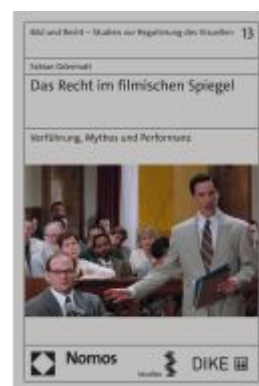 Bild und Recht – Studien zur Regulierung des Visuellen 13
Fabian
Das Recht im filmischen Spiegel
Verführung, Mythos und Performanz
Nomos
DIKE